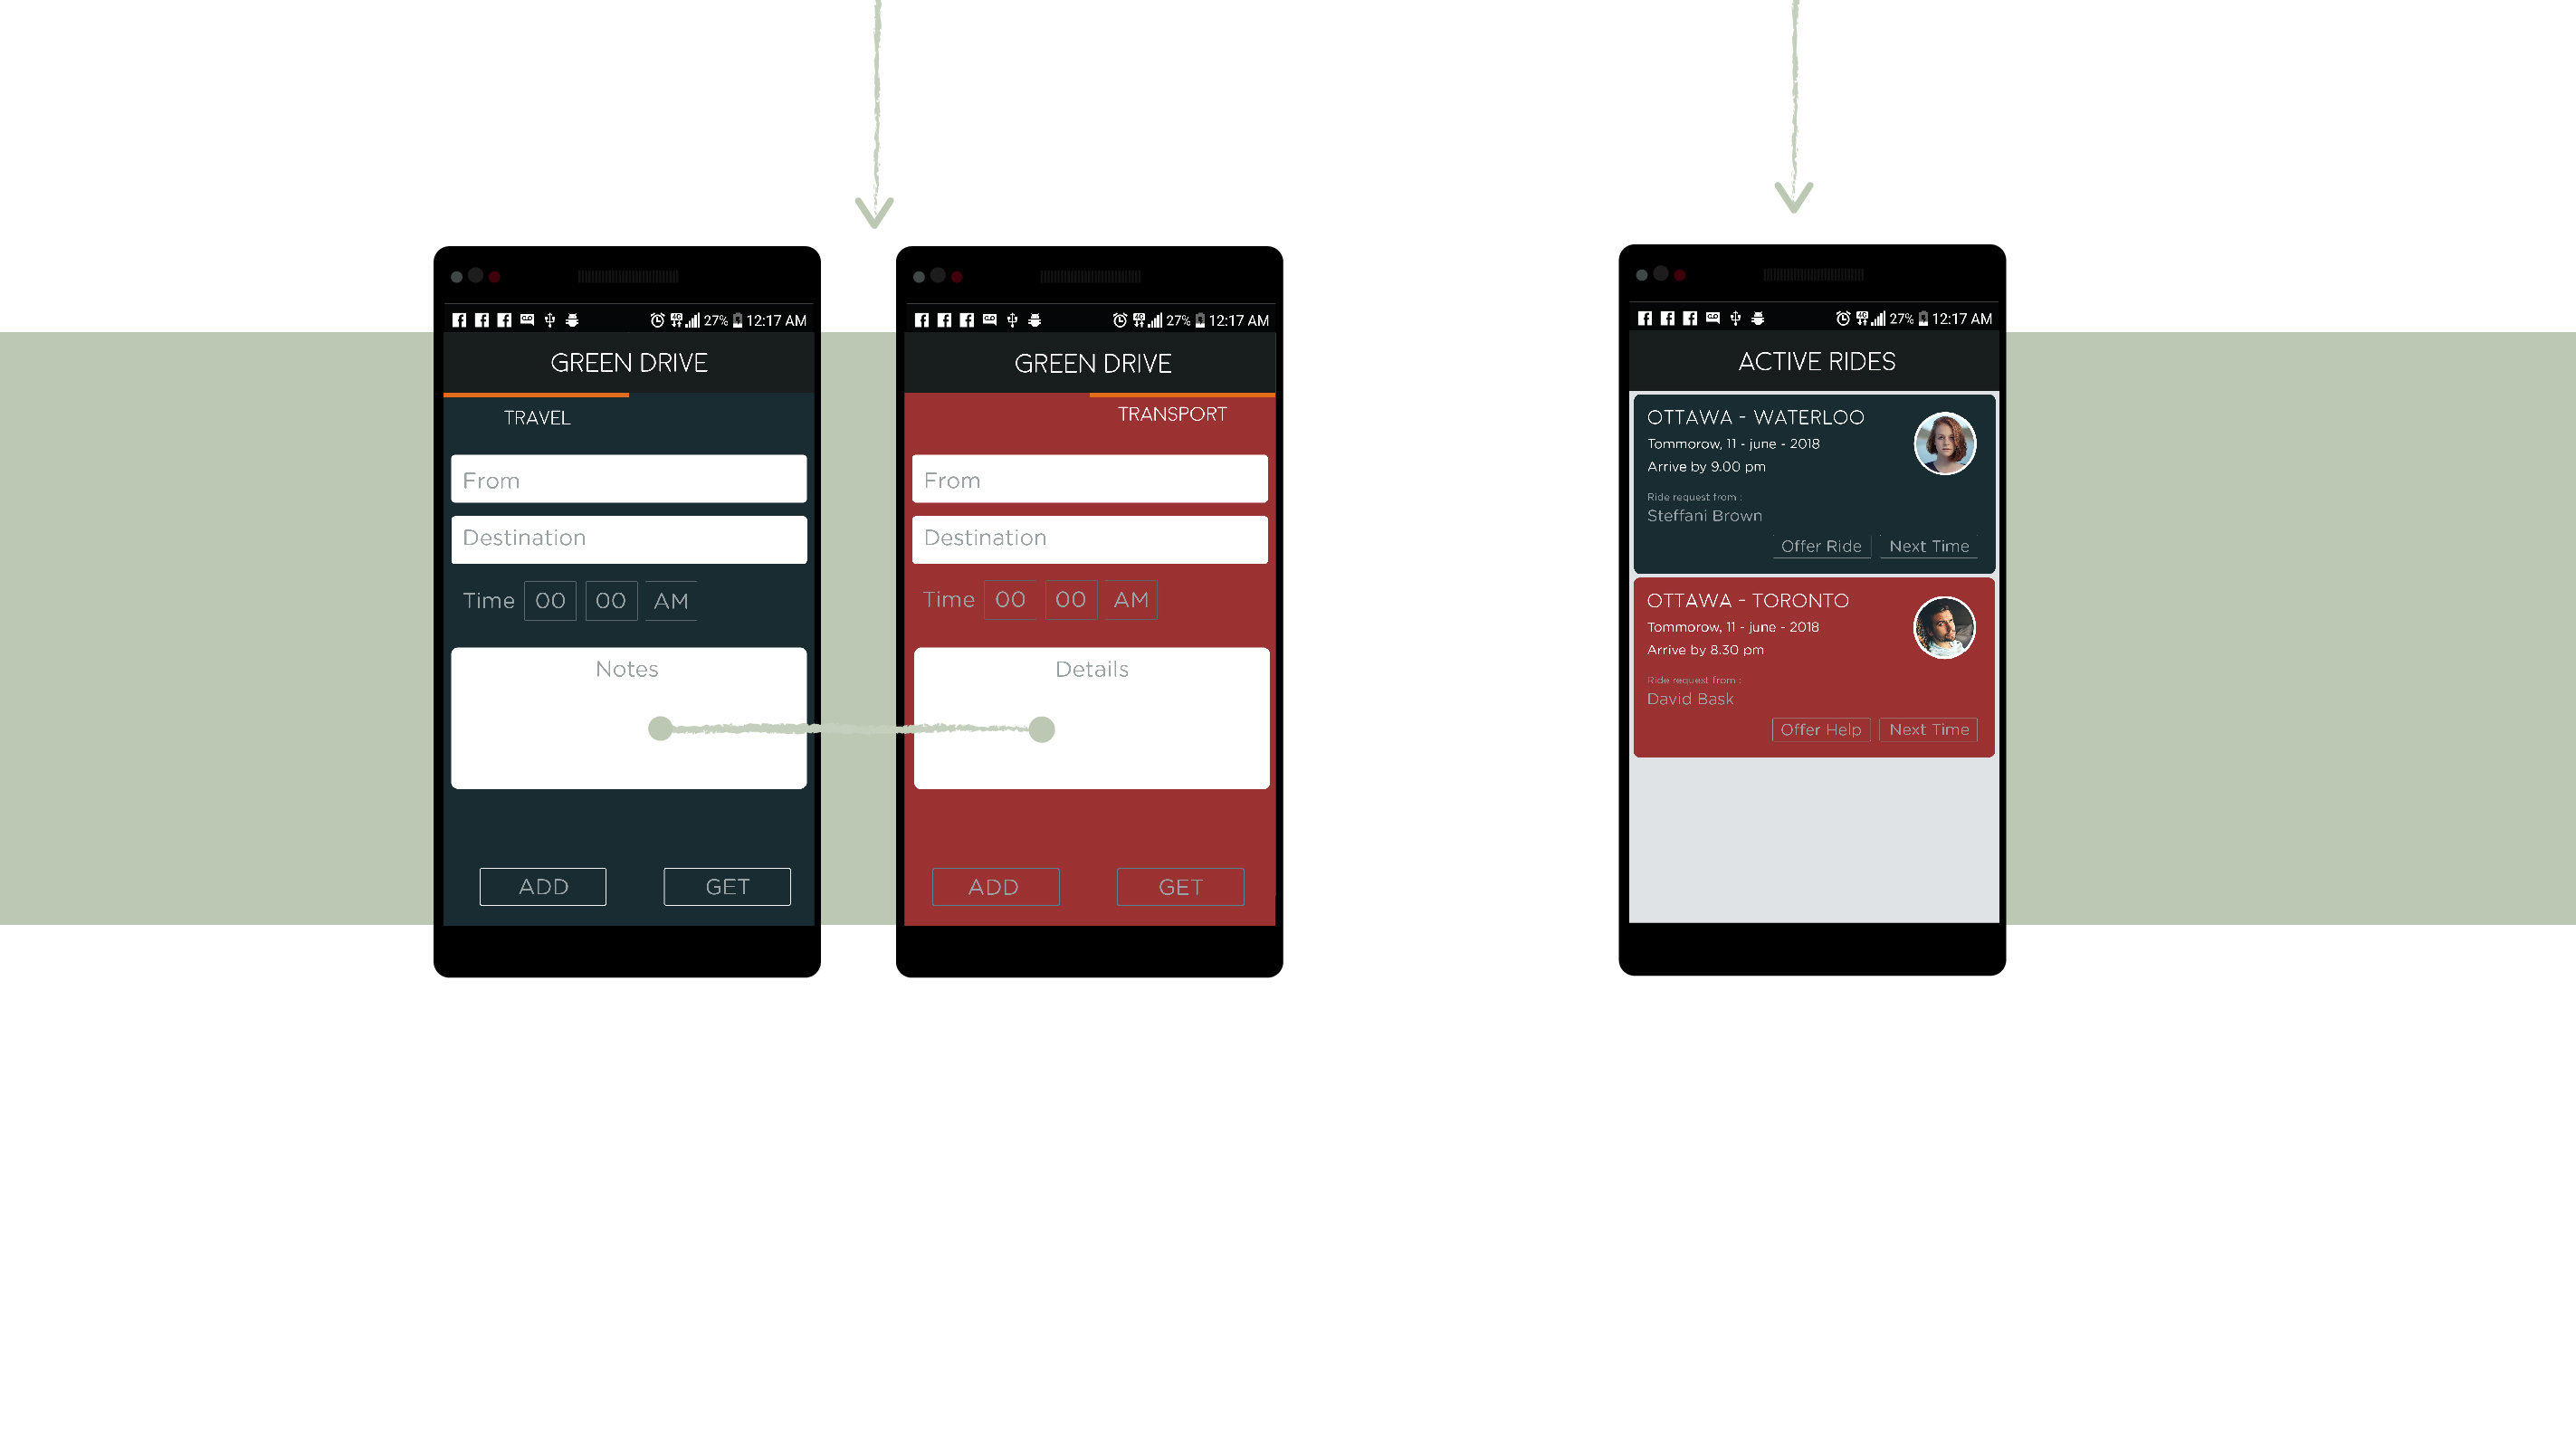 27% 12:17 AM
GREEN DRIVE
TRAVEL
From
Destination
Time 00 00 AM
Notes
ADD GET
27% 12:17 AM
GREEN DRIVE
TRANSPORT
From
Destination
Time 00 00 AM
Details
ADD GET
27% 12:17 AM
ACTIVE RIDES
OTTAWA - WATERLOO
Tommorow, 11 - june - 2018
Arrive by 9.00 pm
Ride request from :
Steffani Brown
Offer Ride Next Time
OTTAWA - TORONTO
Tommorow, 11 - june - 2018
Arrive by 8.30 pm
Ride request from :
David Bask
Offer Help Next Time